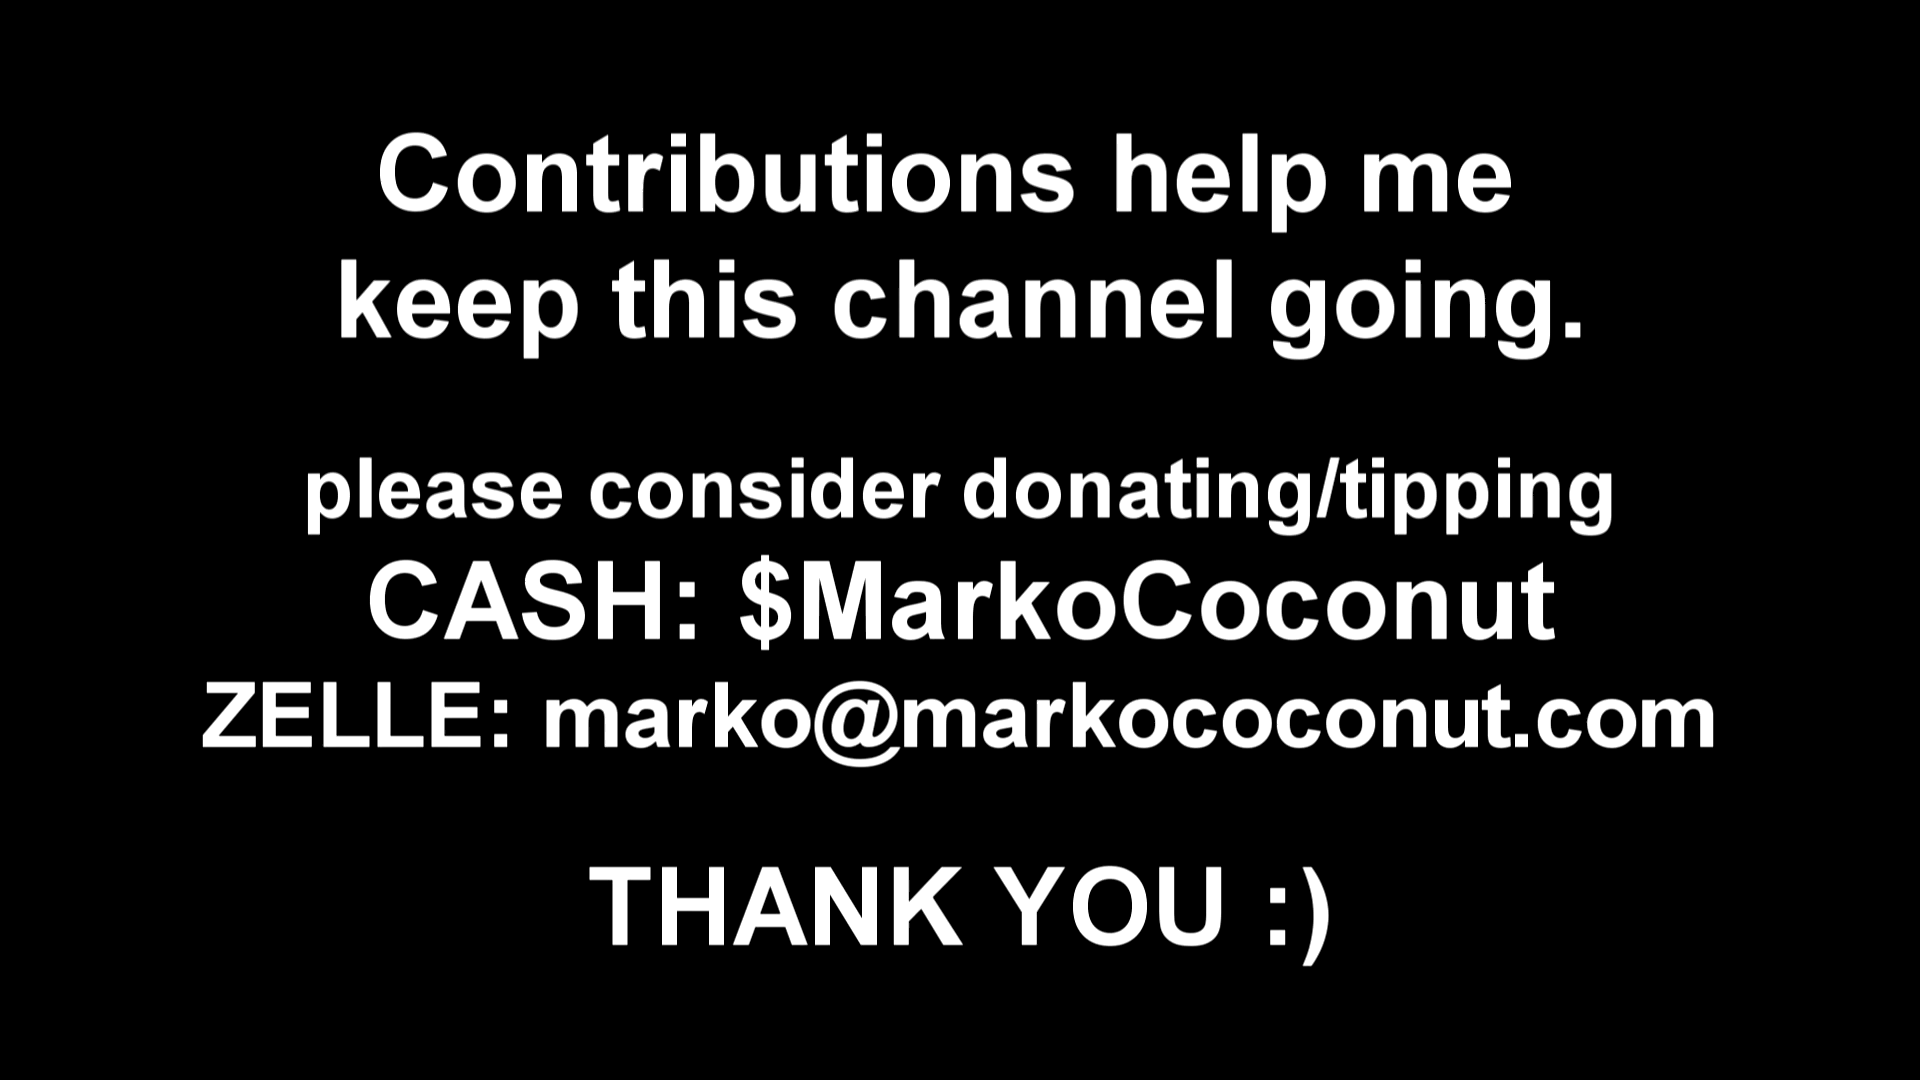 Contributions help me
keep this channel going.
please consider donating/tipping
CASH: $MarkoCoconut
ZELLE: marko@markococonut.com
THANK YOU :)